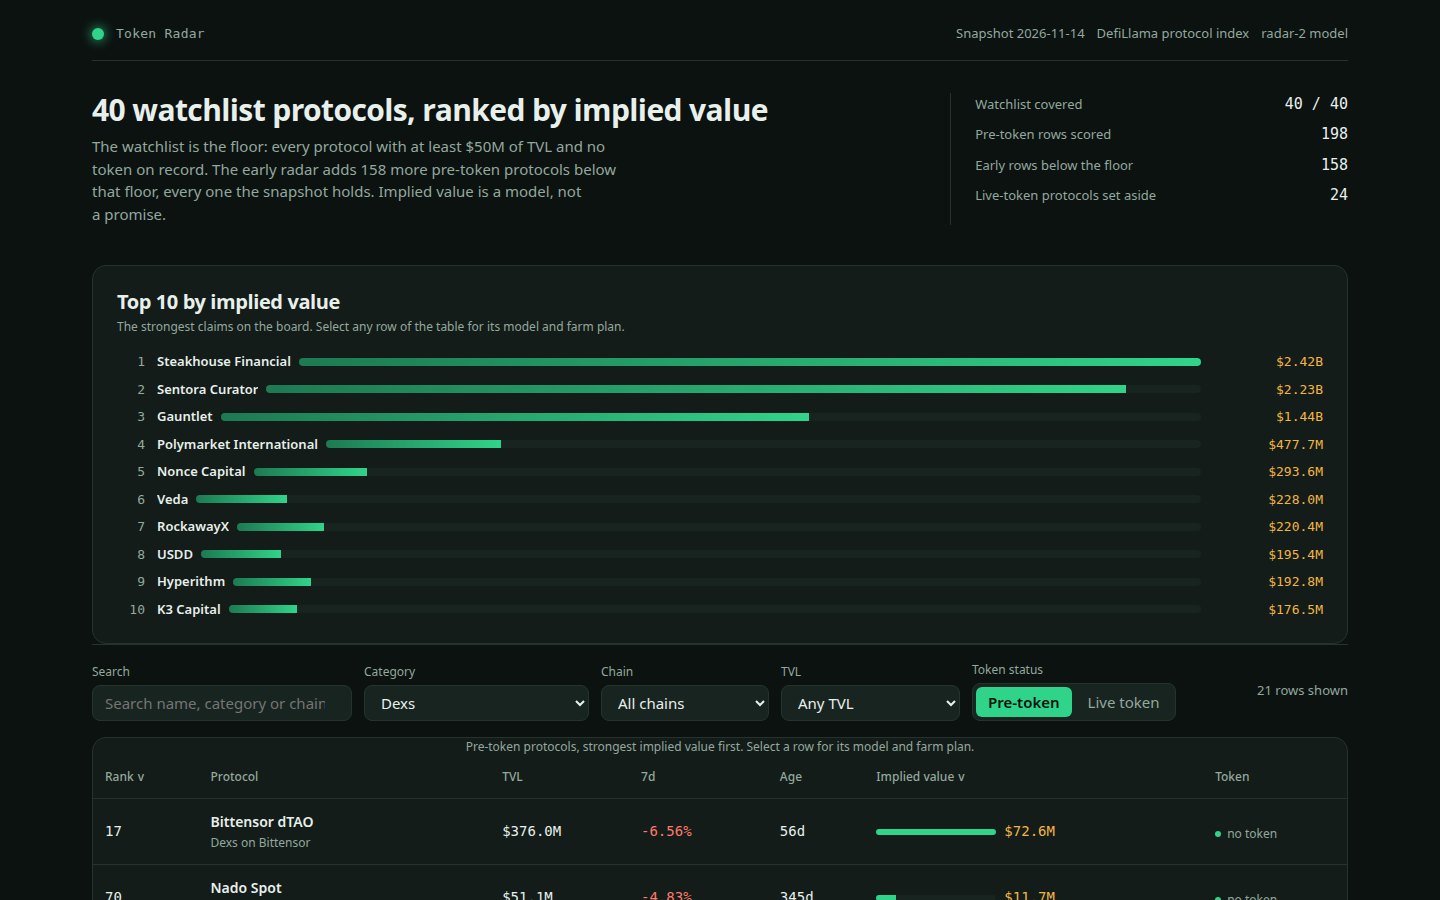 Token Radar
Snapshot 2026-11-14 DefiLlama protocol index radar-2 model
40 watchlist protocols, ranked by implied value
The watchlist is the floor: every protocol with at least $50M of TVL and no
token on record. The early radar adds 158 more pre-token protocols below
that floor, every one the snapshot holds. Implied value is a model, not
a promise.
Watchlist covered 40 / 40
Pre-token rows scored 198
Early rows below the floor 158
Live-token protocols set aside 24
Top 10 by implied value
The strongest claims on the board. Select any row of the table for its model and farm plan.
1 Steakhouse Financial $2.42B
2 Sentora Curator $2.23B
3 Gauntlet $1.44B
4 Polymarket International $477.7M
5 Nonce Capital $293.6M
6 Veda $228.0M
7 RockawayX $220.4M
8 USDD $195.4M
9 Hyperithm $192.8M
10 K3 Capital $176.5M
Search Category Chain TVL Token status
Search name, category or chain Dexs All chains Any TVL Pre-token Live token 21 rows shown
Pre-token protocols, strongest implied value first. Select a row for its model and farm plan.
Rank v Protocol TVL 7d Age Implied value v Token
17 Bittensor dTAO $376.0M -6.56% 56d $72.6M no token
Dexs on Bittensor
70 Nado Spot $51.1M -4.83% 345d $11.7M no token